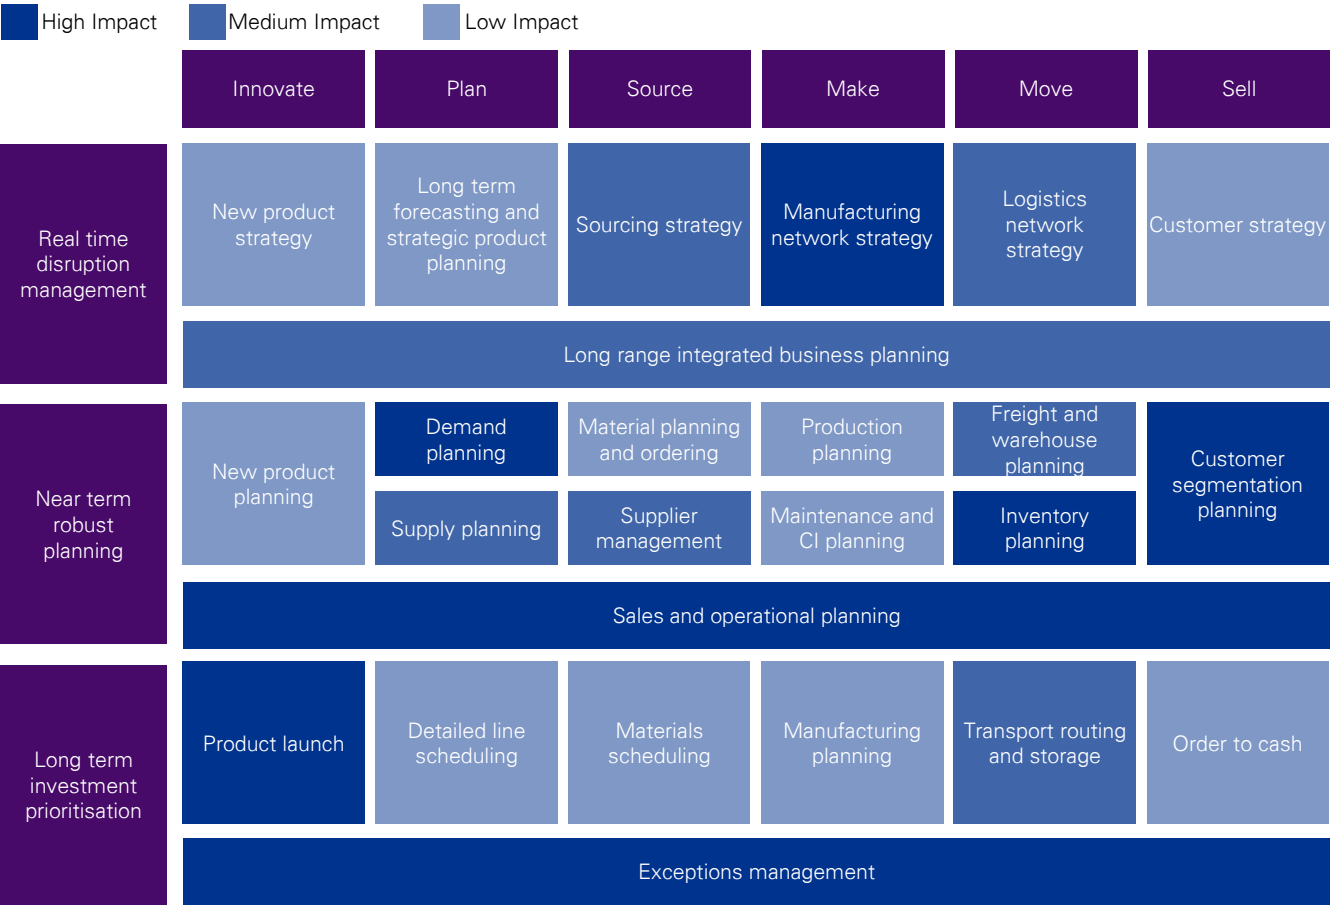 High Impact
Medium Impact
Low Impact
Innovate
Plan
Source
Make
Move
Sell
Real time
disruption
management
New product
strategy
Long term
forecasting and
strategic product
planning
Sourcing strategy
Manufacturing
network strategy
Logistics
network
strategy
Customer strategy
Long range integrated business planning
Near term
robust
planning
New product
planning
Demand
planning
Supply planning
Material planning
and ordering
Supplier
management
Production
planning
Maintenance and
CI planning
Freight and
warehouse
planning
Inventory
planning
Customer
segmentation
planning
Sales and operational planning
Long term
investment
prioritisation
Product launch
Detailed line
scheduling
Materials
scheduling
Manufacturing
planning
Transport routing
and storage
Order to cash
Exceptions management